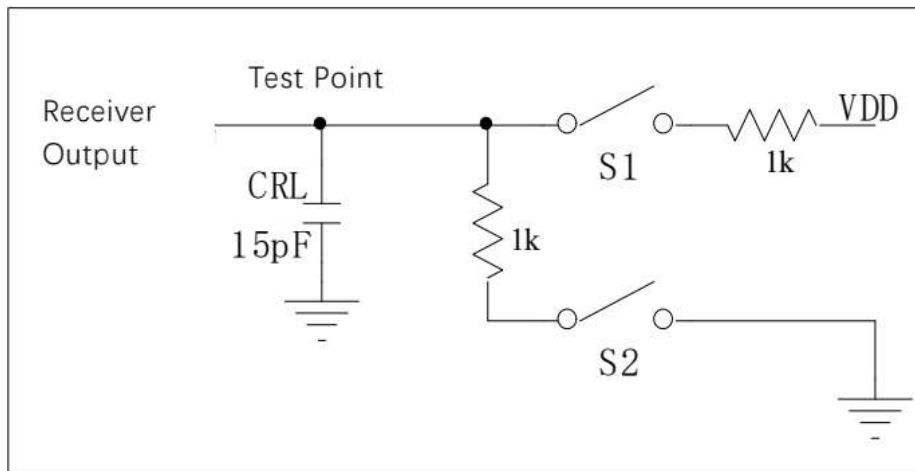 Test Point
Receiver
Output
VDD
S1
1k
CRL
15pF
1k
S2